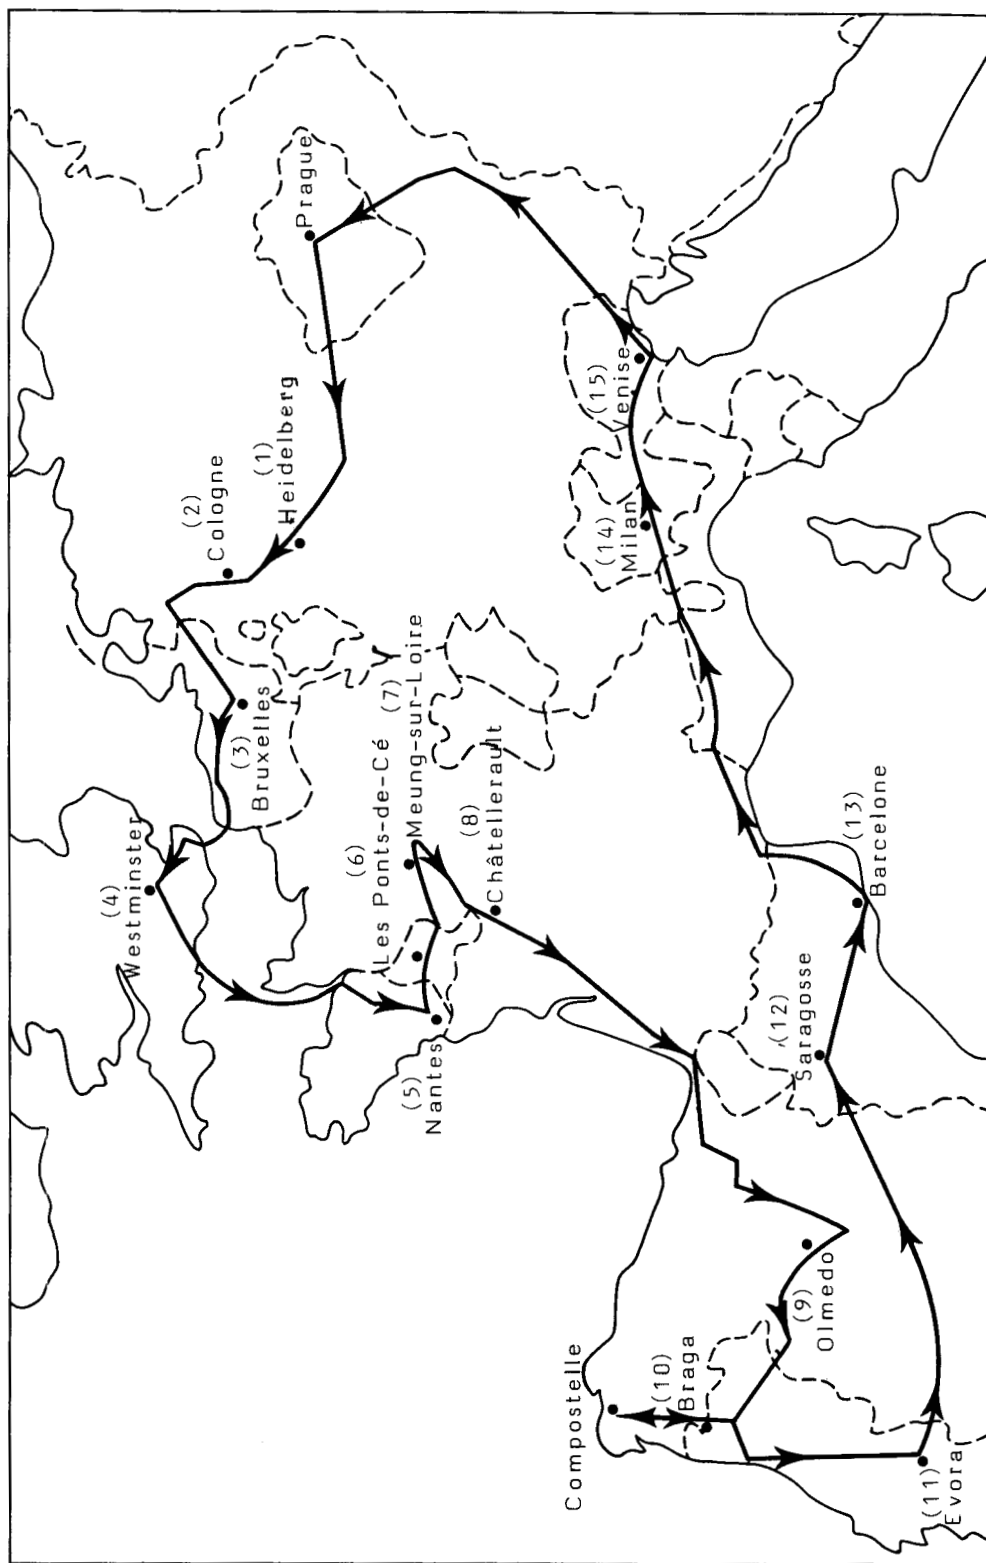 Prague
(1)
Heidelberg
(2)
Cologne
(3)
Bruxelles
(4)
Westminster
(5)
Nantes
(6)
Les Ponts-de-Cé
(7)
Meung-sur-Loire
(8)
Châtellerault
(9)
Olmedo
(10)
Braga
Compostelle
(11)
Evora
(12)
Saragosse
(13)
Barcelone
(14)
Milan
(15)
Venise